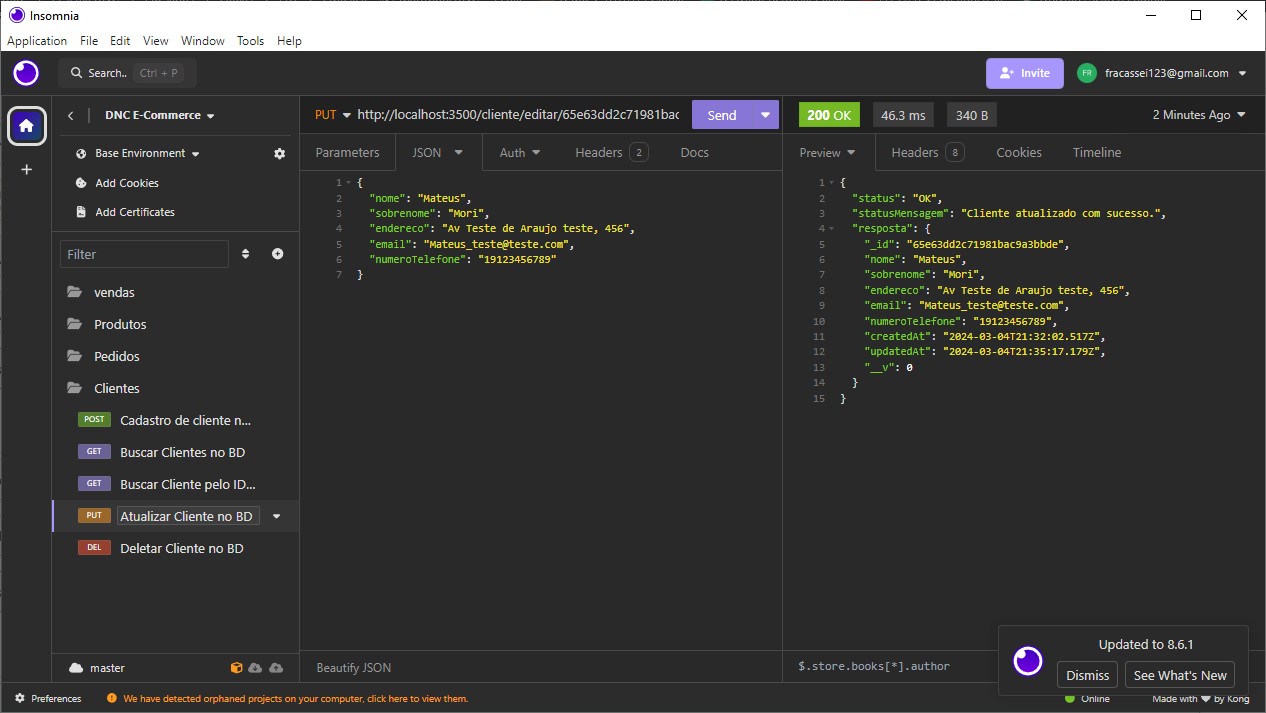 Insomnia
Application File Edit View Window Tools Help
Search.. Ctrl + P
Invite
FR fracassei123@gmail.com
DNC E-Commerce
Base Environment
Add Cookies
Add Certificates
Filter
vendas
Produtos
Pedidos
Clientes
POST Cadastro de cliente n...
GET Buscar Clientes no BD
GET Buscar Cliente pelo ID...
PUT Atualizar Cliente no BD
DEL Deletar Cliente no BD
master
PUT http://localhost:3500/cliente/editar/65e63dd2c71981bac Send
Parameters JSON Auth Headers 2 Docs
1 {
2 "nome": "Mateus",
3 "sobrenome": "Mori",
4 "endereco": "Av Teste de Araujo teste, 456",
5 "email": "Mateus_teste@teste.com",
6 "numeroTelefone": "19123456789"
7 }
Beautify JSON
200 OK 46.3 ms 340 B 2 Minutes Ago
Preview Headers 8 Cookies Timeline
1 {
2 "status": "OK",
3 "statusMensagem": "Cliente atualizado com sucesso.",
4 "resposta": {
5 "_id": "65e63dd2c71981bac9a3bbde",
6 "nome": "Mateus",
7 "sobrenome": "Mori",
8 "endereco": "Av Teste de Araujo teste, 456",
9 "email": "Mateus_teste@teste.com",
10 "numeroTelefone": "19123456789",
11 "createdAt": "2024-03-04T21:32:02.517Z",
12 "updatedAt": "2024-03-04T21:35:17.179Z",
13 "__v": 0
14 }
15 }
$.store.books[*].author
Updated to 8.6.1
Dismiss See What's New
Preferences We have detected orphaned projects on your computer, click here to view them.
Online Made with ❤ by Kong